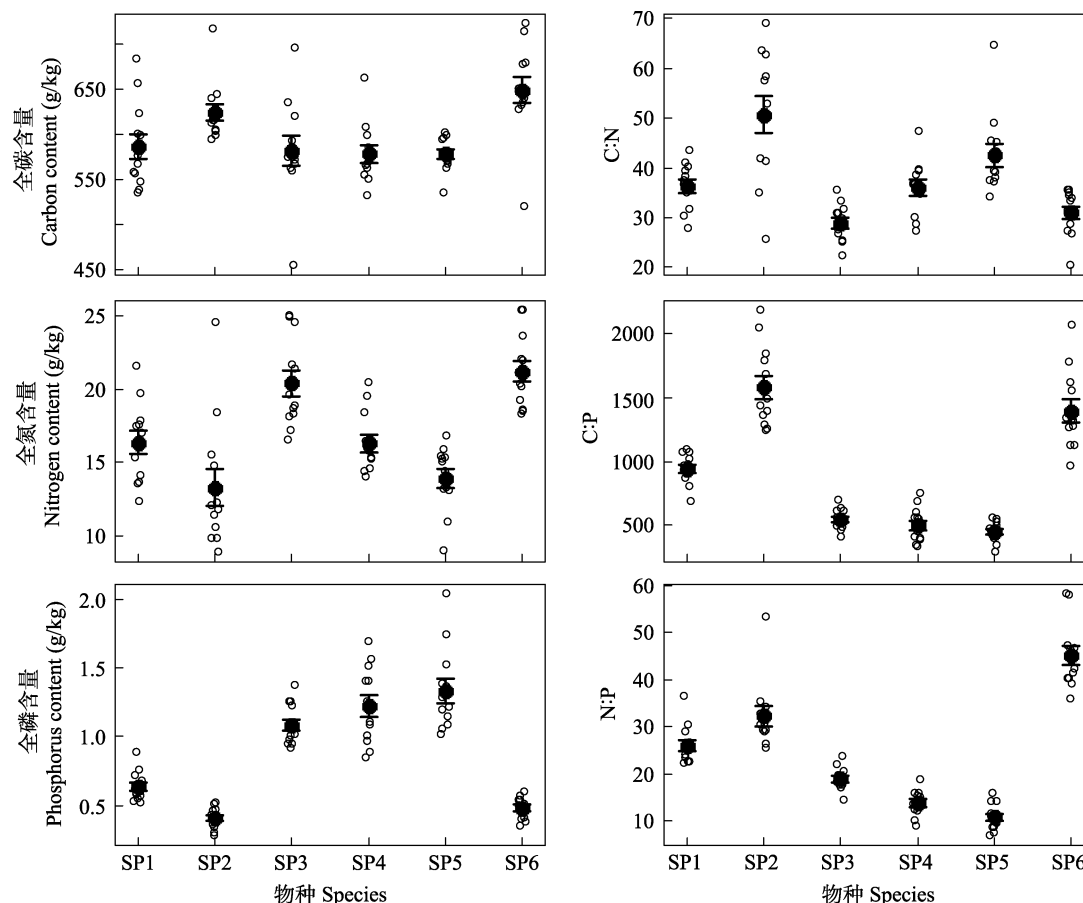 全碳含量
Carbon content (g/kg)
650
550
450
C:N
70
60
50
40
30
20
全氮含量
Nitrogen content (g/kg)
25
20
15
10
C:P
2000
1500
1000
500
全磷含量
Phosphorus content (g/kg)
2.0
1.5
1.0
0.5
SP1 SP2 SP3 SP4 SP5 SP6
物种 Species
N:P
60
50
40
30
20
10
SP1 SP2 SP3 SP4 SP5 SP6
物种 Species